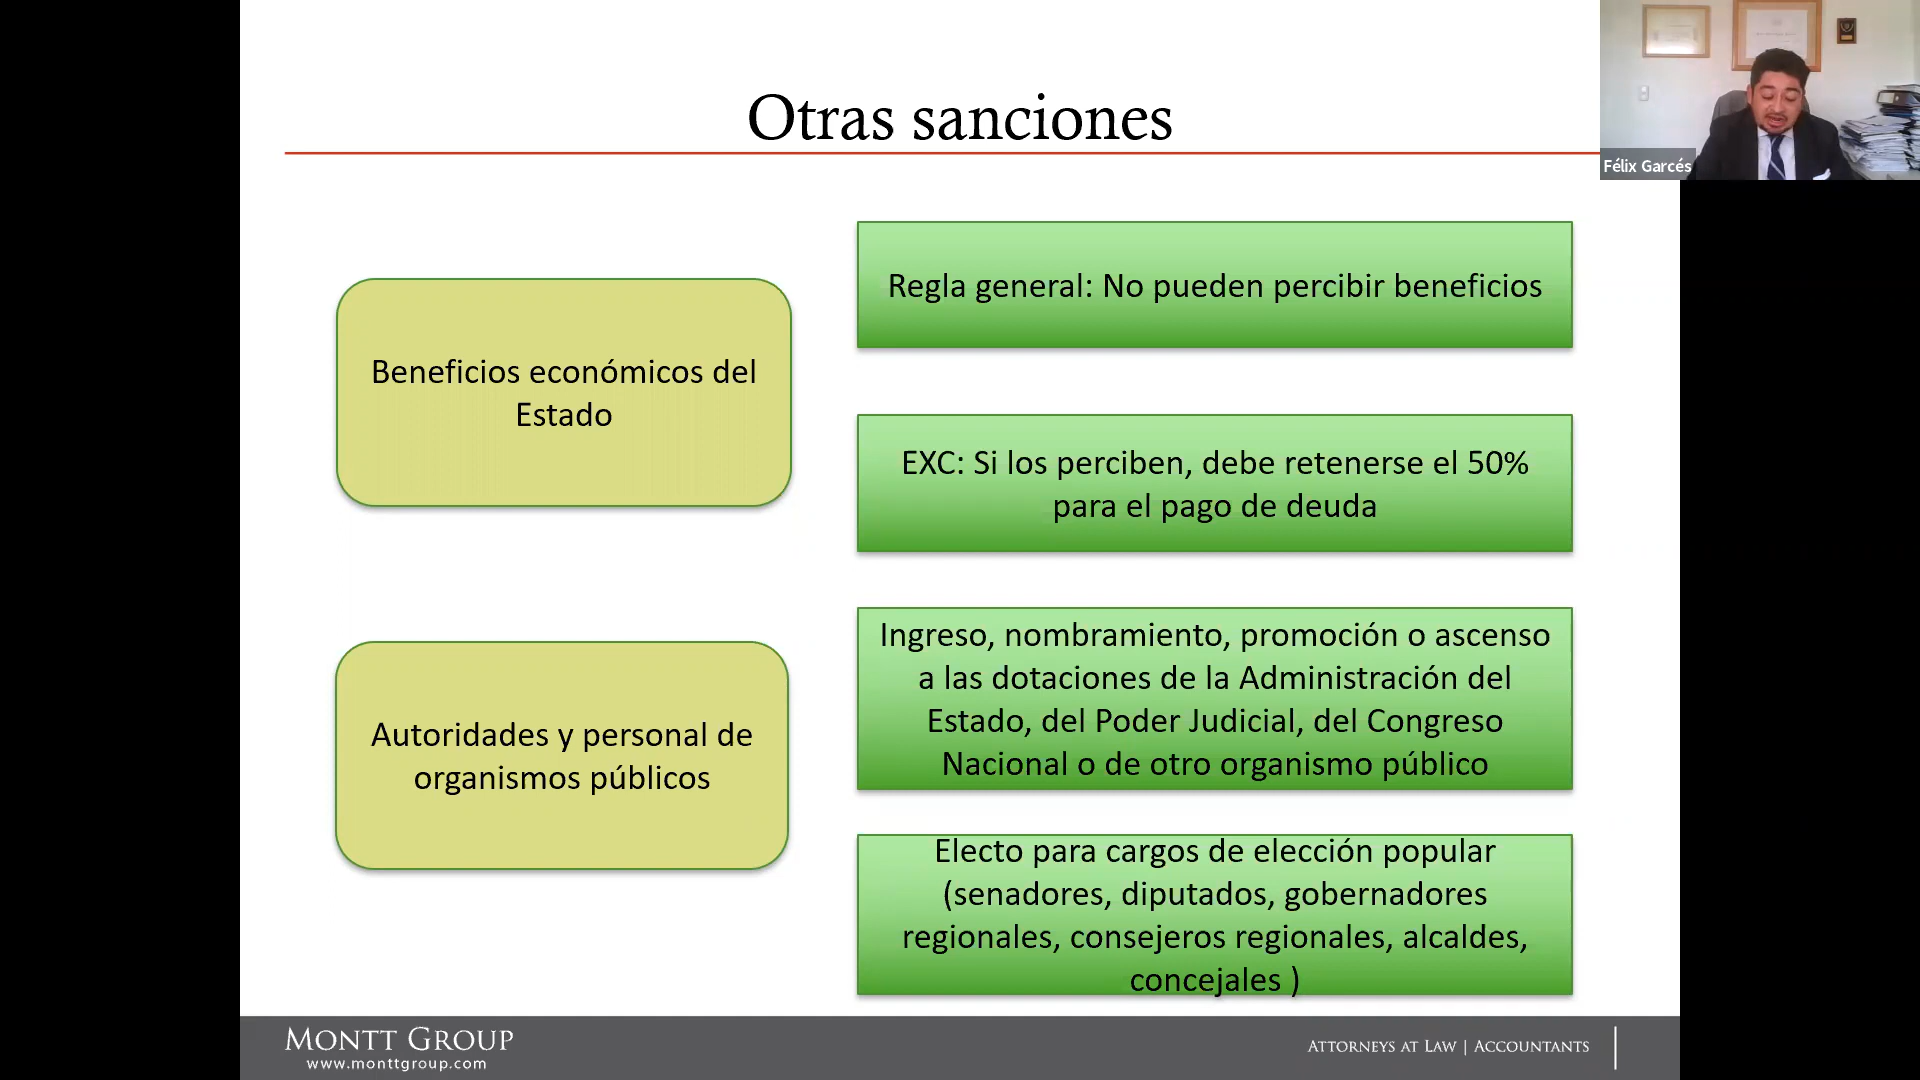 Otras sanciones
Félix Garcés
Beneficios económicos del
Estado
Regla general: No pueden percibir beneficios
EXC: Si los perciben, debe retenerse el 50%
para el pago de deuda
Autoridades y personal de
organismos públicos
Ingreso, nombramiento, promoción o ascenso
a las dotaciones de la Administración del
Estado, del Poder Judicial, del Congreso
Nacional o de otro organismo público
Electo para cargos de elección popular
(senadores, diputados, gobernadores
regionales, consejeros regionales, alcaldes,
concejales )
MONTT GROUP
www.monttgroup.com
ATTORNEYS AT LAW | ACCOUNTANTS